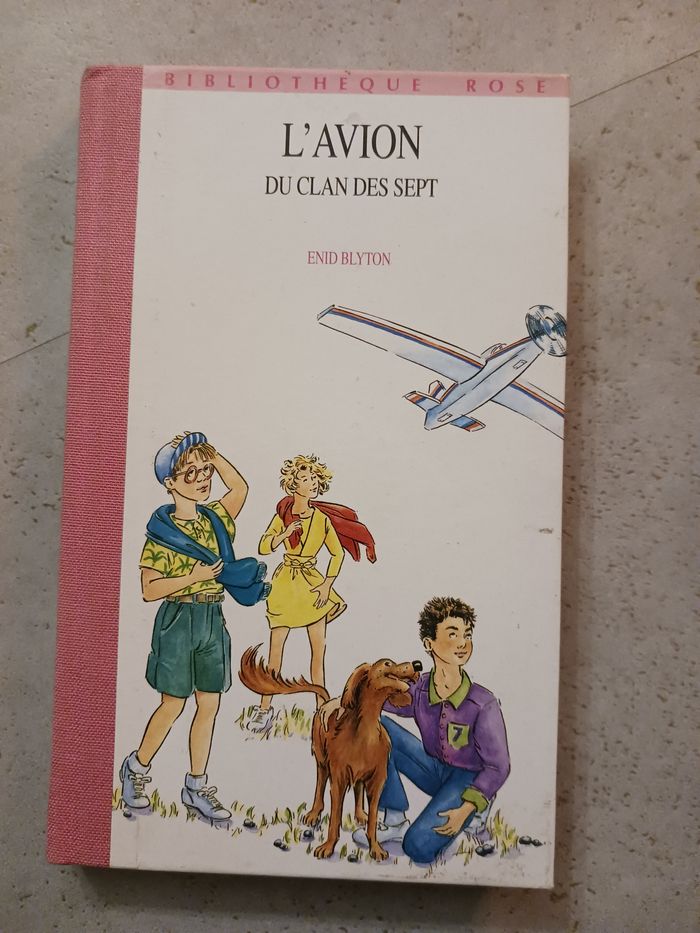 BIBLIOTHÈQUE ROSE
L'AVION
DU CLAN DES SEPT
ENID BLYTON
7